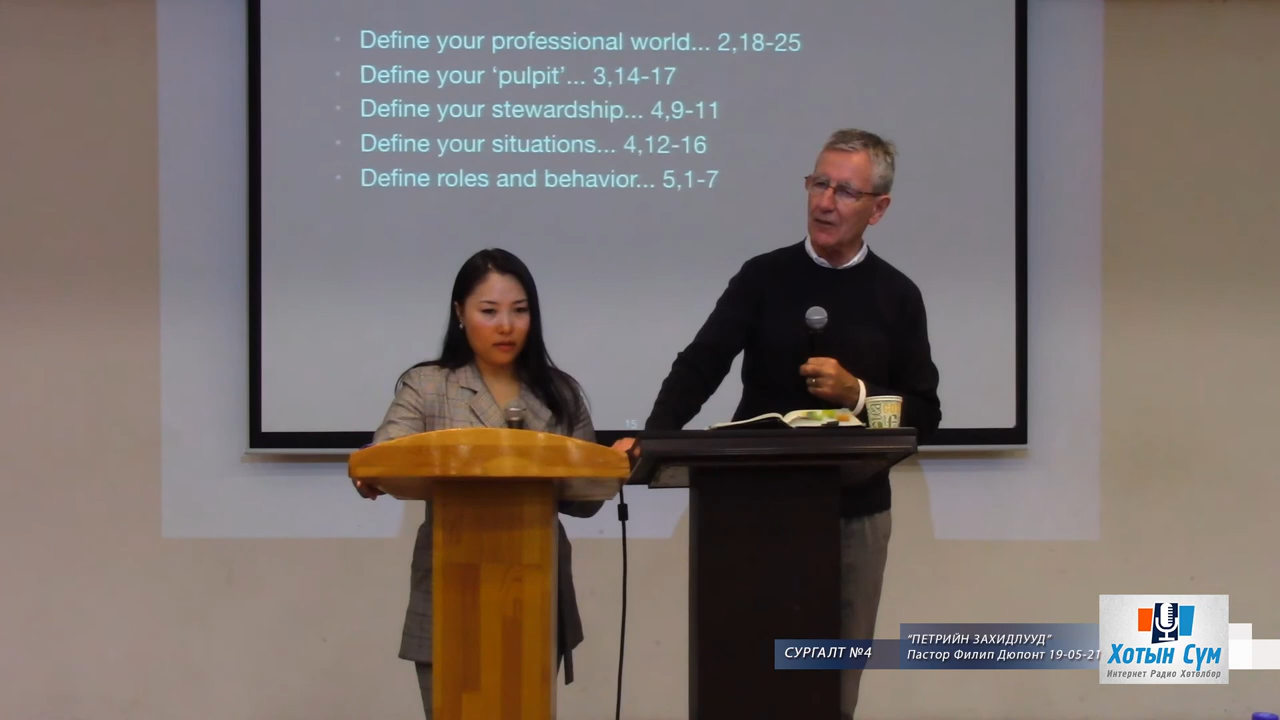 Define your professional world... 2,18-25
Define your ‘pulpit’... 3,14-17
Define your stewardship... 4,9-11
Define your situations... 4,12-16
Define roles and behavior... 5,1-7
15
СУРГАЛТ №4
"ПЕТРИЙН ЗАХИДЛУУД"
Пастор Филип Дюпонт 19-05-21
Хотын Сүм
Интернет Радио Хөтөлбөр